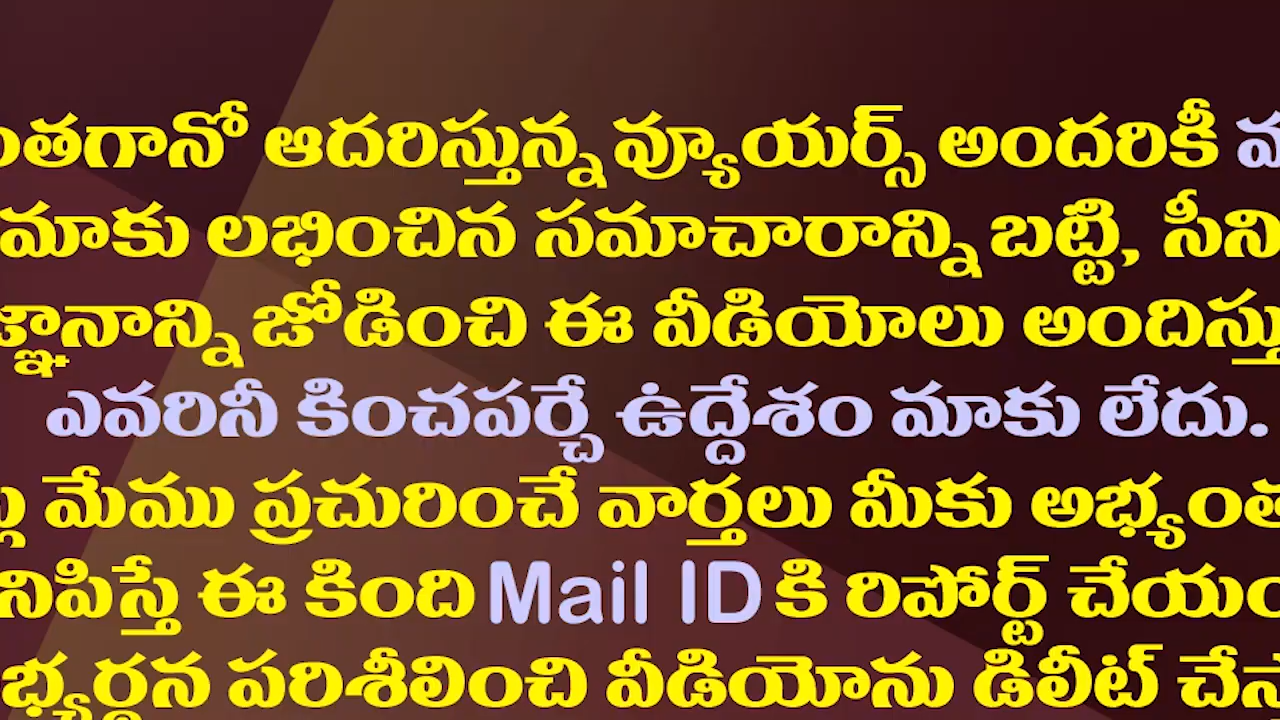 ంతగానో ఆదరిస్తున్న వ్యూయర్స్ అందరికీ
మాకు లభించిన సమాచారాన్ని బట్టి, సీని
జ్ఞానాన్ని జోడించి ఈ వీడియోలు అందిస్తు
ఎవరినీ కించపర్చే ఉద్దేశం మాకు లేదు.
మేము ప్రచురించే వార్తలు మీకు అభ్యంత
నిపిస్తే ఈ కింది Mail ID కి రిపోర్ట్ చేయం
భ్యర్థన పరిశీలించి వీడియోను డిలీట్ చేస